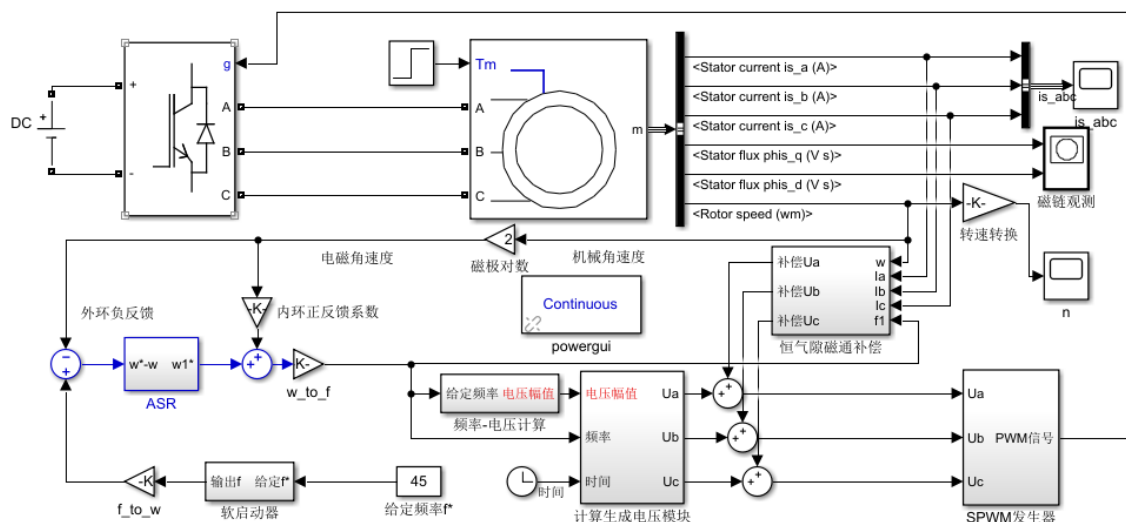 g
Tm
<Stator current is_a (A)>
+
A
A
<Stator current is_b (A)>
is_abc
is_abc
DC
+
m
<Stator current is_c (A)>
B
B
<Stator flux phis_q (V s)>
-
<Stator flux phis_d (V s)>
C
C
<Rotor speed (wm)>
-K-
磁链观测
转速转换
2
电磁角速度
磁极对数
机械角速度
补偿Ua
w
Ia
-K-
内环正反馈系数
Continuous
补偿Ub
Ib
Ic
外环负反馈
补偿Uc
f1
n
powergui
恒气隙磁通补偿
−
+
w*-w
w1*
+
+
K-
ASR
w_to_f
给定频率
电压幅值
电压幅值
Ua
+
+
Ua
频率-电压计算
频率
Ub
+
+
Ub
PWM信号
-K
输出f
给定f*
45
时间
时间
Uc
+
+
Uc
f_to_w
软启动器
给定频率f*
计算生成电压模块
SPWM发生器